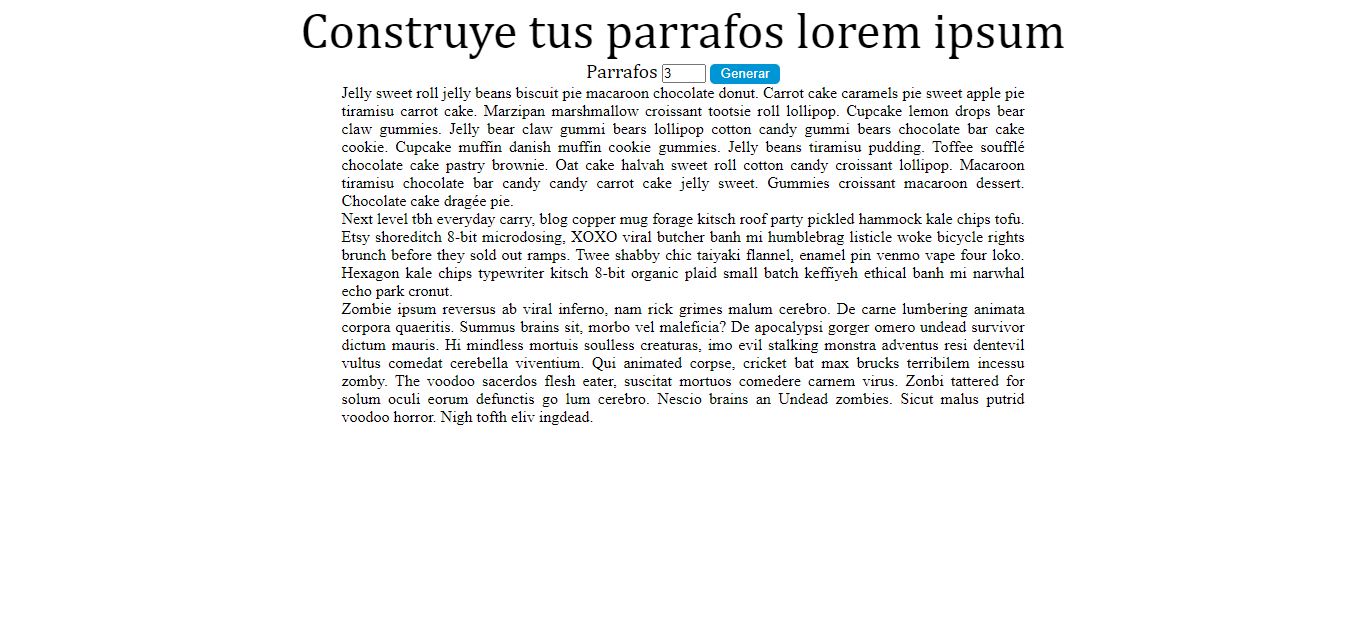 Construye tus parrafos lorem ipsum
Parrafos 3 Generar
Jelly sweet roll jelly beans biscuit pie macaroon chocolate donut. Carrot cake caramels pie sweet apple pie
tiramisu carrot cake. Marzipan marshmallow croissant tootsie roll lollipop. Cupcake lemon drops bear
claw gummies. Jelly bear claw gummi bears lollipop cotton candy gummi bears chocolate bar cake
cookie. Cupcake muffin danish muffin cookie gummies. Jelly beans tiramisu pudding. Toffee soufflé
chocolate cake pastry brownie. Oat cake halvah sweet roll cotton candy croissant lollipop. Macaroon
tiramisu chocolate bar candy candy carrot cake jelly sweet. Gummies croissant macaroon dessert.
Chocolate cake dragée pie.
Next level tbh everyday carry, blog copper mug forage kitsch roof party pickled hammock kale chips tofu.
Etsy shoreditch 8-bit microdosing, XOXO viral butcher banh mi humblebrag listicle woke bicycle rights
brunch before they sold out ramps. Twee shabby chic taiyaki flannel, enamel pin venmo vape four loko.
Hexagon kale chips typewriter kitsch 8-bit organic plaid small batch keffiyeh ethical banh mi narwhal
echo park cronut.
Zombie ipsum reversus ab viral inferno, nam rick grimes malum cerebro. De carne lumbering animata
corpora quaeritis. Summus brains sit, morbo vel maleficia? De apocalypsi gorger omero undead survivor
dictum mauris. Hi mindless mortuis soulless creaturas, imo evil stalking monstra adventus resi dentevil
vultus comedat cerebella viventium. Qui animated corpse, cricket bat max brucks terribilem incessu
zomby. The voodoo sacerdos flesh eater, suscitat mortuos comedere carnem virus. Zonbi tattered for
solum oculi eorum defunctis go lum cerebro. Nescio brains an Undead zombies. Sicut malus putrid
voodoo horror. Nigh tofth eliv ingdead.